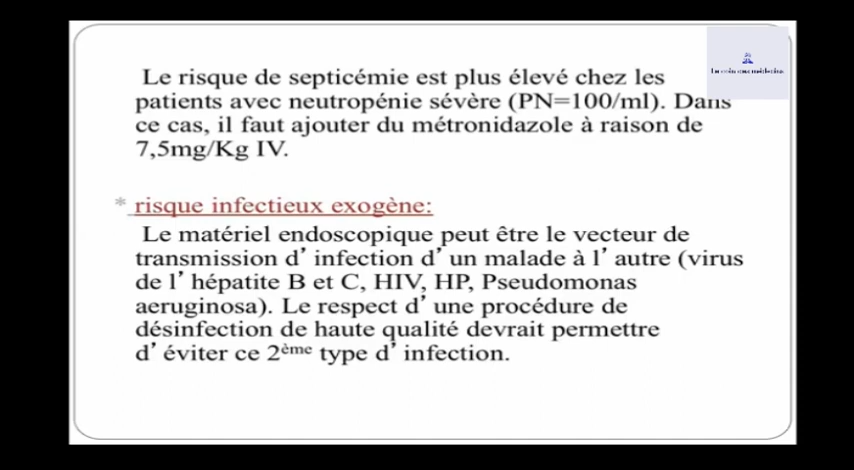 Le risque de septicémie est plus élevé chez les
patients avec neutropénie sévère (PN=100/ml). Dans
ce cas, il faut ajouter du métronidazole à raison de
7,5mg/Kg IV.
* risque infectieux exogène:
Le matériel endoscopique peut être le vecteur de
transmission d’ infection d’ un malade à l’ autre (virus
de l’ hépatite B et C, HIV, HP, Pseudomonas
aeruginosa). Le respect d’ une procédure de
désinfection de haute qualité devrait permettre
d’ éviter ce 2ème type d’ infection.